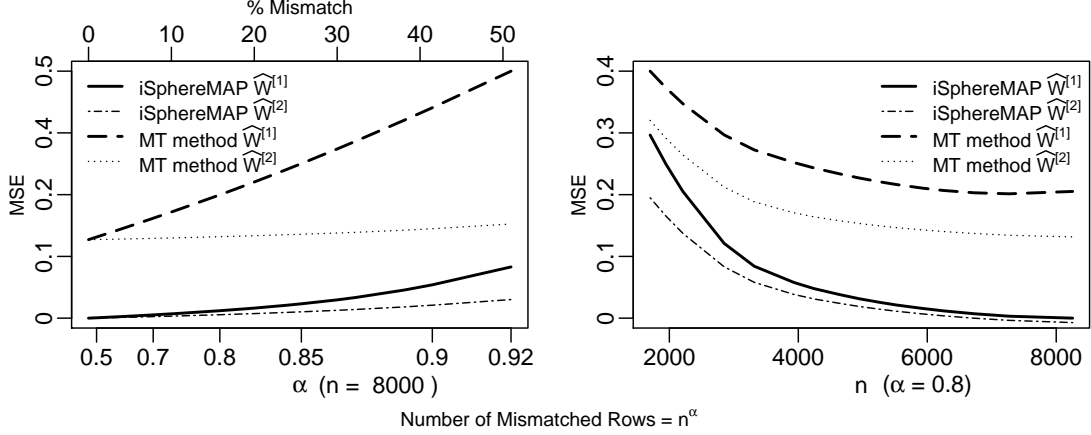 % Mismatch
0 10 20 30 40 50
MSE
0.5
0.4
0.2
0.1
0
iSphereMAP Ŵ[1]
iSphereMAP Ŵ[2]
MT method Ŵ[1]
MT method Ŵ[2]
0.5 0.7 0.8 0.85 0.9 0.92
α (n = 8000 )
MSE
0.4
0.3
0.2
0.1
0
iSphereMAP Ŵ[1]
iSphereMAP Ŵ[2]
MT method Ŵ[1]
MT method Ŵ[2]
2000 4000 6000 8000
n (α = 0.8)
Number of Mismatched Rows = nα